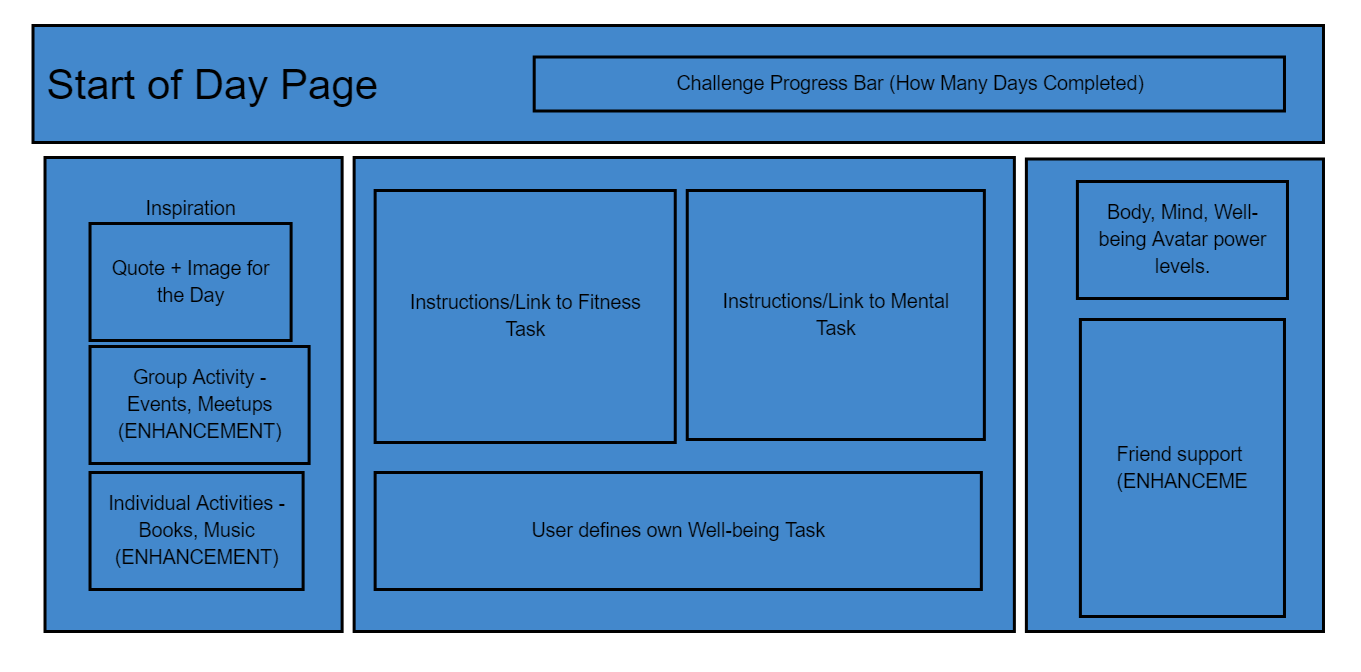 Start of Day Page
Challenge Progress Bar (How Many Days Completed)
Inspiration
Quote + Image for
the Day
Group Activity -
Events, Meetups
(ENHANCEMENT)
Individual Activities -
Books, Music
(ENHANCEMENT)
Instructions/Link to Fitness
Task
Instructions/Link to Mental
Task
User defines own Well-being Task
Body, Mind, Well-
being Avatar power
levels.
Friend support
(ENHANCEME